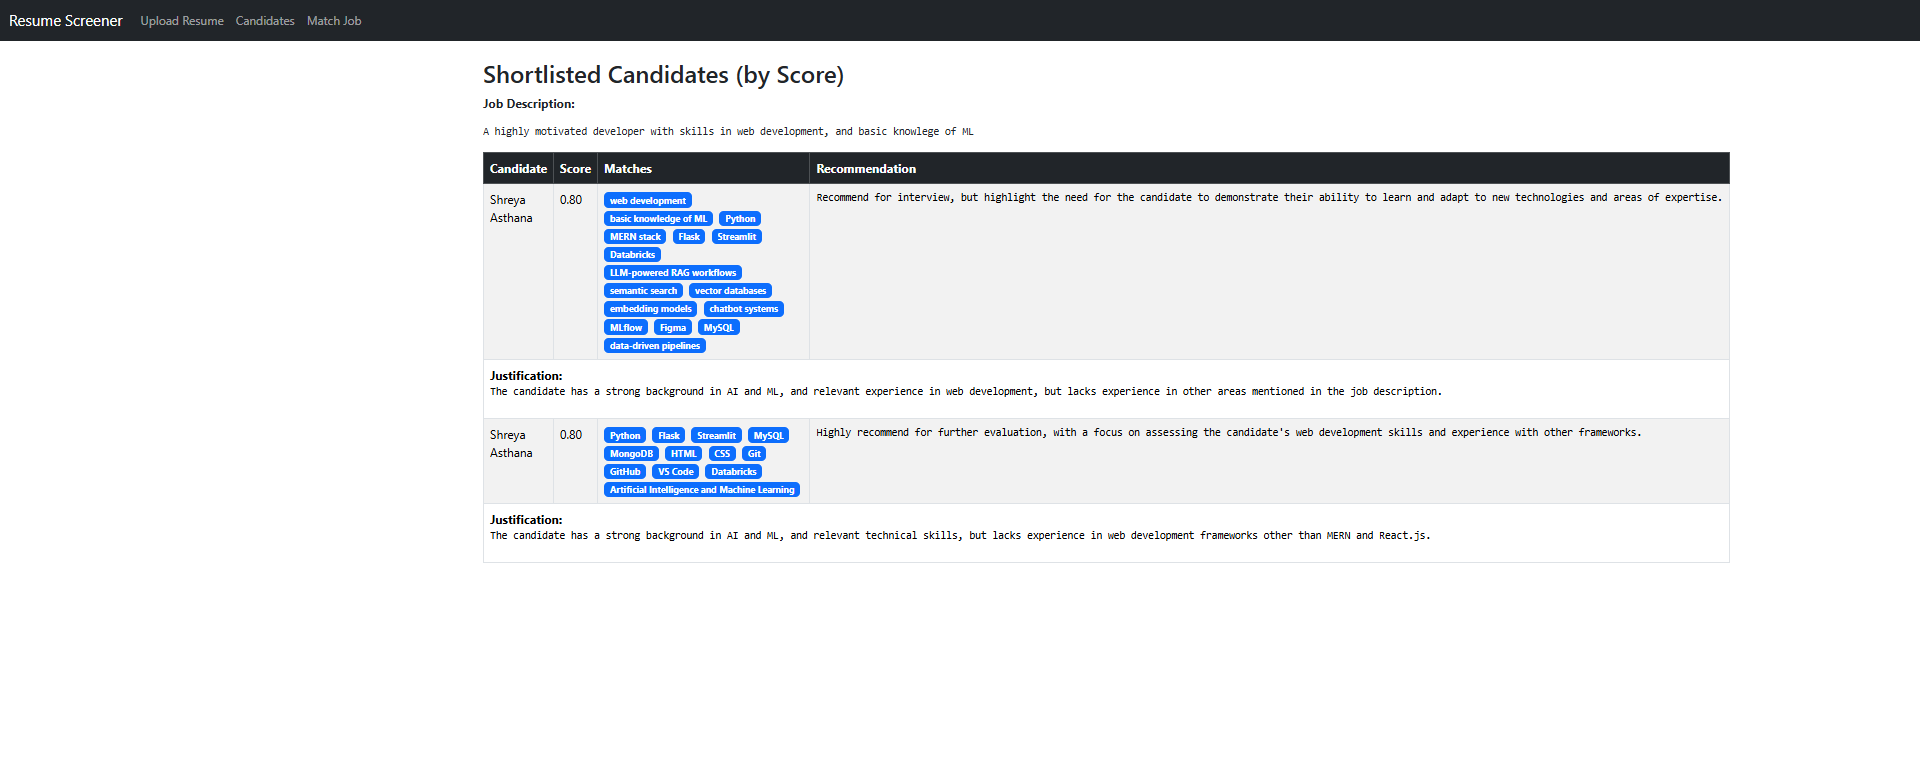 Resume Screener Upload Resume Candidates Match Job
Shortlisted Candidates (by Score)
Job Description:
A highly motivated developer with skills in web development, and basic knowlege of ML
Candidate Score Matches Recommendation
Shreya Asthana
0.80
web development
basic knowledge of ML Python
MERN stack Flask Streamlit
Databricks
LLM-powered RAG workflows
semantic search vector databases
embedding models chatbot systems
MLflow Figma MySQL
data-driven pipelines
Recommend for interview, but highlight the need for the candidate to demonstrate their ability to learn and adapt to new technologies and areas of expertise.
Justification:
The candidate has a strong background in AI and ML, and relevant experience in web development, but lacks experience in other areas mentioned in the job description.
Shreya Asthana
0.80
Python Flask Streamlit MySQL
MongoDB HTML CSS Git
GitHub VS Code Databricks
Artificial Intelligence and Machine Learning
Highly recommend for further evaluation, with a focus on assessing the candidate's web development skills and experience with other frameworks.
Justification:
The candidate has a strong background in AI and ML, and relevant technical skills, but lacks experience in web development frameworks other than MERN and React.js.